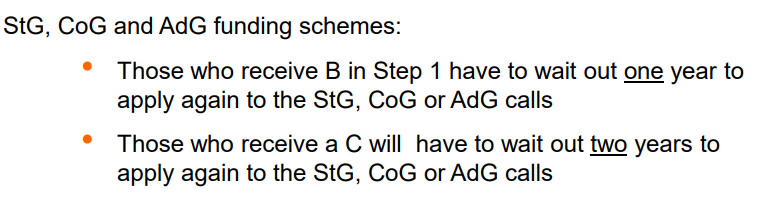 StG, CoG and AdG funding schemes:
• Those who receive B in Step 1 have to wait out one year to
apply again to the StG, CoG or AdG calls
• Those who receive a C will  have to wait out two years to
apply again to the StG, CoG or AdG calls